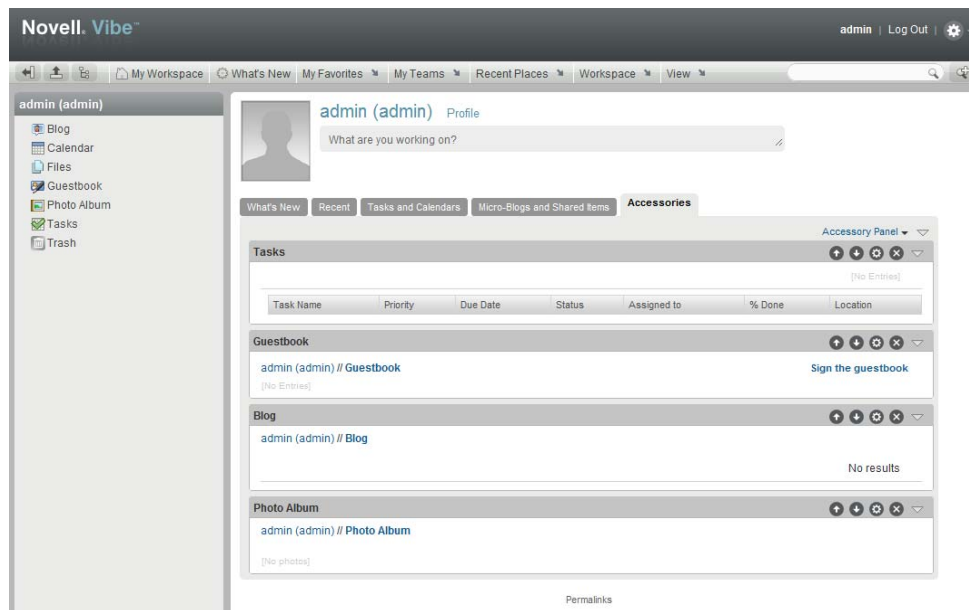 Novell. Vibe™
admin | Log Out |
My Workspace What's New My Favorites My Teams Recent Places Workspace View
admin (admin)
Blog
Calendar
Files
Guestbook
Photo Album
Tasks
Trash
admin (admin) Profile
What are you working on?
What's New Recent Tasks and Calendars Micro-Blogs and Shared Items Accessories
Accessory Panel
Tasks
[No Entries]
Task Name Priority Due Date Status Assigned to % Done Location
Guestbook
admin (admin) // Guestbook Sign the guestbook
[No Entries]
Blog
admin (admin) // Blog
No results
Photo Album
admin (admin) // Photo Album
[No photos]
Permalinks